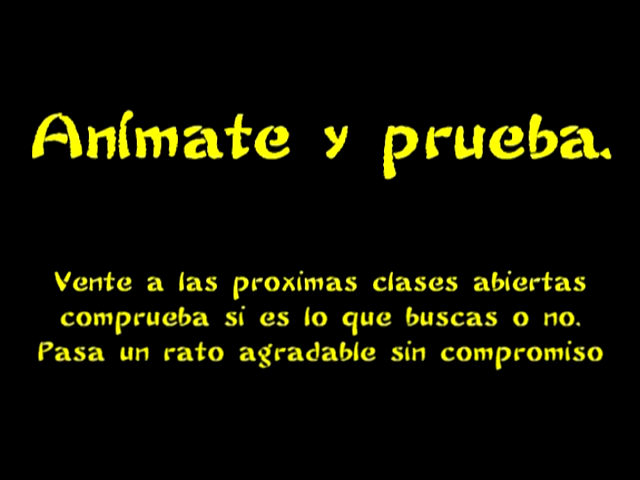 Anímate y prueba.
Vente a las proximas clases abiertas
comprueba si es lo que buscas o no.
Pasa un rato agradable sin compromiso